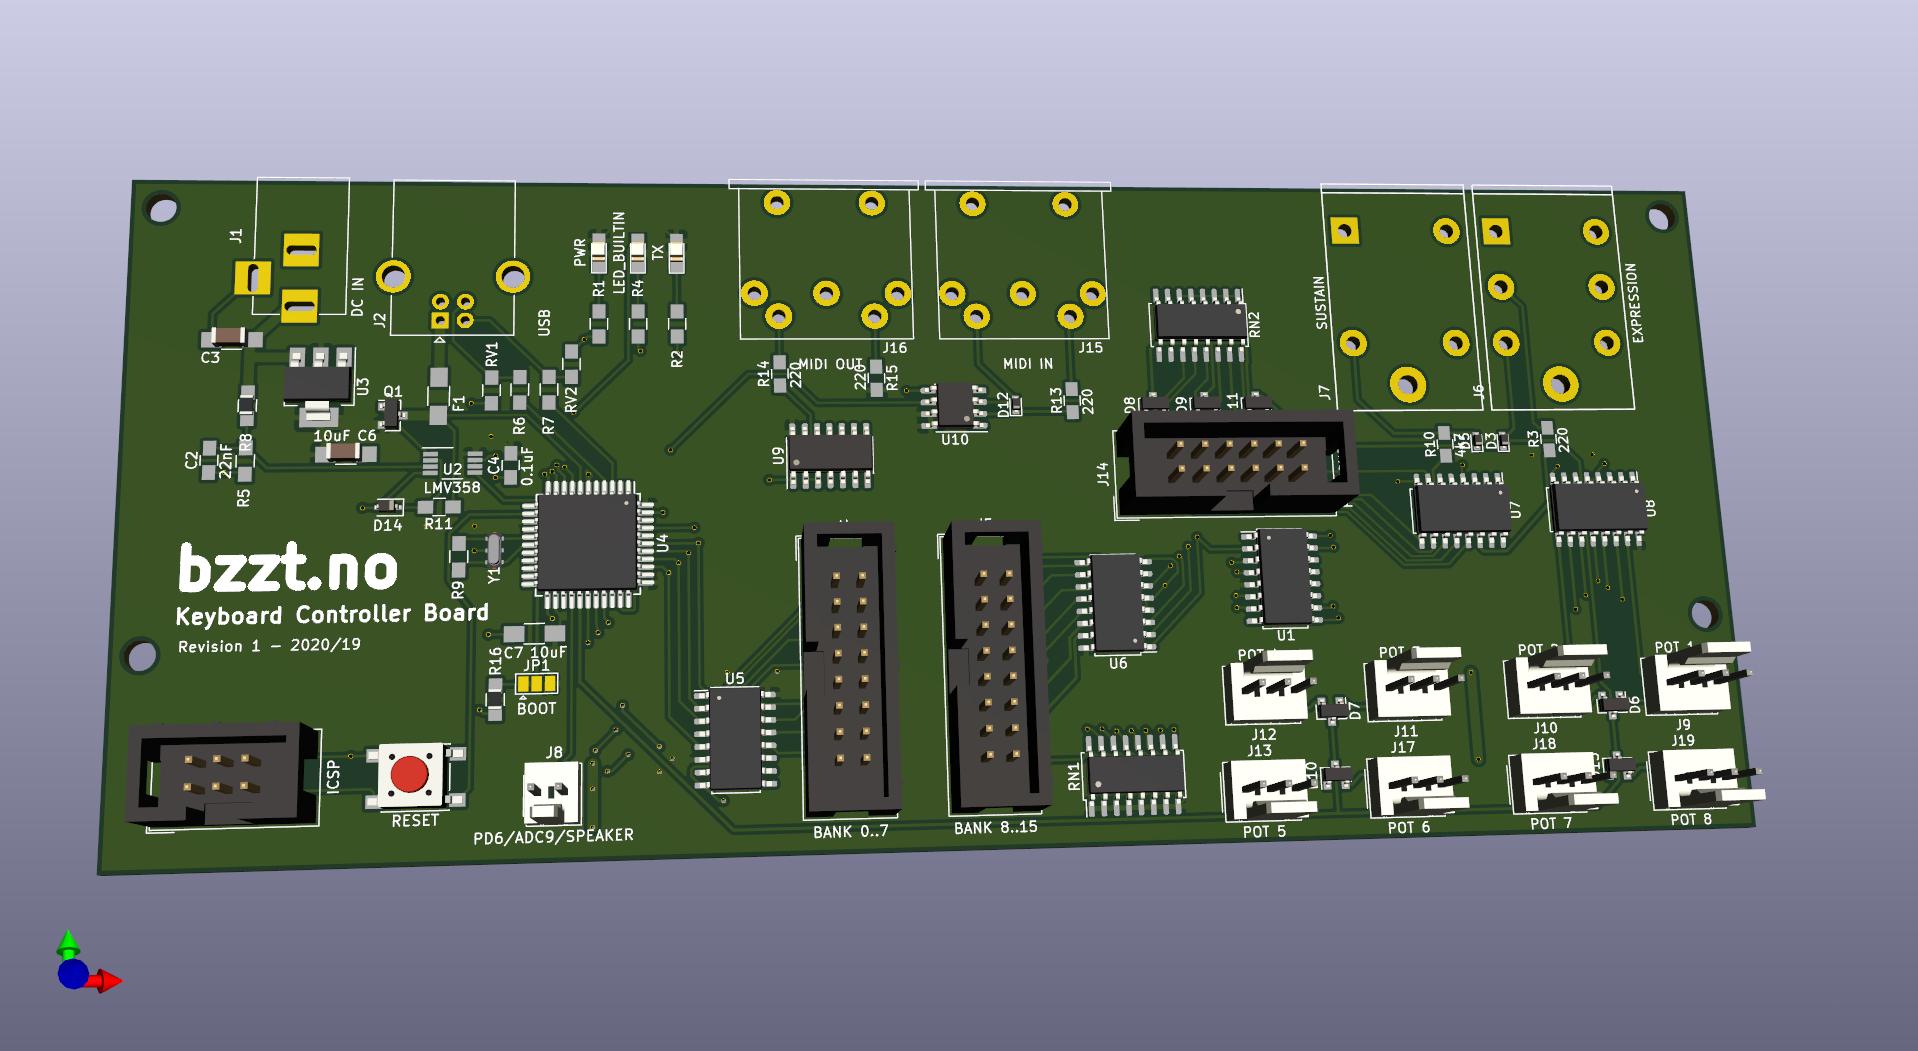 J1
DC IN
J2
USB
PWR
LED_BUILTIN
TX
R1
R4
R2
C3
U3
Q1
F1
RV1
R6
R7
RV2
R8
10uF C6
C2
22nF
R5
U2
LMV358
C4
0.1uF
D14
R11
U4
Y1
R9
bzzt.no
Keyboard Controller Board
Revision 1 - 2020/19
C7 10uF
JP1
BOOT
R16
ICSP
RESET
J8
PD6/ADC9/SPEAKER
J16
MIDI OUT
R14
220
220
R15
J15
MIDI IN
R13
220
U9
U10
D12
RN2
J14
SUSTAIN
J7
EXPRESSION
J6
R10
D3
R3
220
U7
U8
U5
BANK 0..7
BANK 8..15
U6
U1
RN1
J12
J13
POT 5
D7
J11
J17
POT 6
J10
J18
POT 7
D6
J9
J19
POT 8